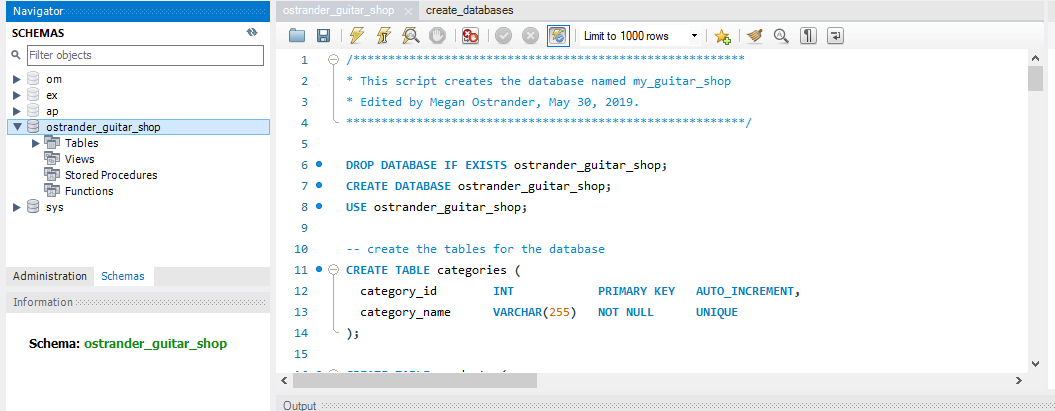 Navigator
SCHEMAS
Filter objects
om
ex
ap
ostrander_guitar_shop
Tables
Views
Stored Procedures
Functions
sys
Administration Schemas
Information
Schema: ostrander_guitar_shop
ostrander_guitar_shop × create_databases
Limit to 1000 rows
1 /********************************************************
2 * This script creates the database named my_guitar_shop
3 * Edited by Megan Ostrander, May 30, 2019.
4 *********************************************************/
5
6 DROP DATABASE IF EXISTS ostrander_guitar_shop;
7 CREATE DATABASE ostrander_guitar_shop;
8 USE ostrander_guitar_shop;
9
10 -- create the tables for the database
11 CREATE TABLE categories (
12 category_id INT PRIMARY KEY AUTO_INCREMENT,
13 category_name VARCHAR(255) NOT NULL UNIQUE
14 );
15
Output